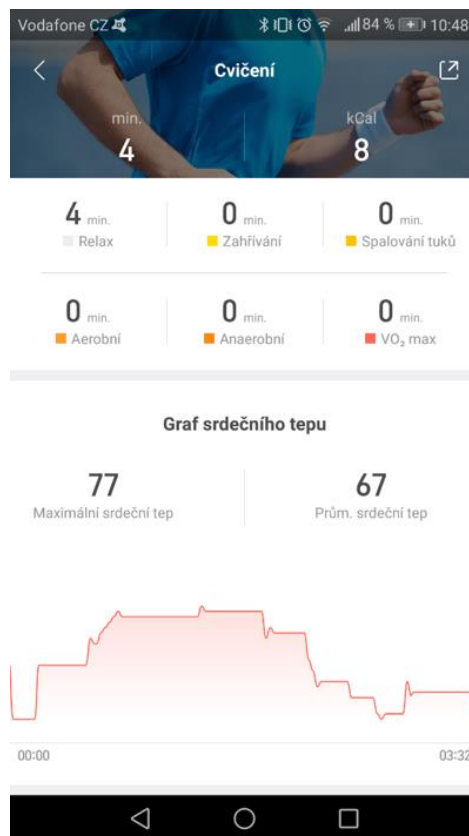 Vodafone CZ 84 % 10:48
Cvičení
min. kCal
4 8
4 min. 0 min. 0 min.
Relax Zahřívání Spalování tuků
0 min. 0 min. 0 min.
Aerobní Anaerobní VO₂ max
Graf srdečního tepu
77 67
Maximální srdeční tep Prům. srdeční tep
00:00 03:32